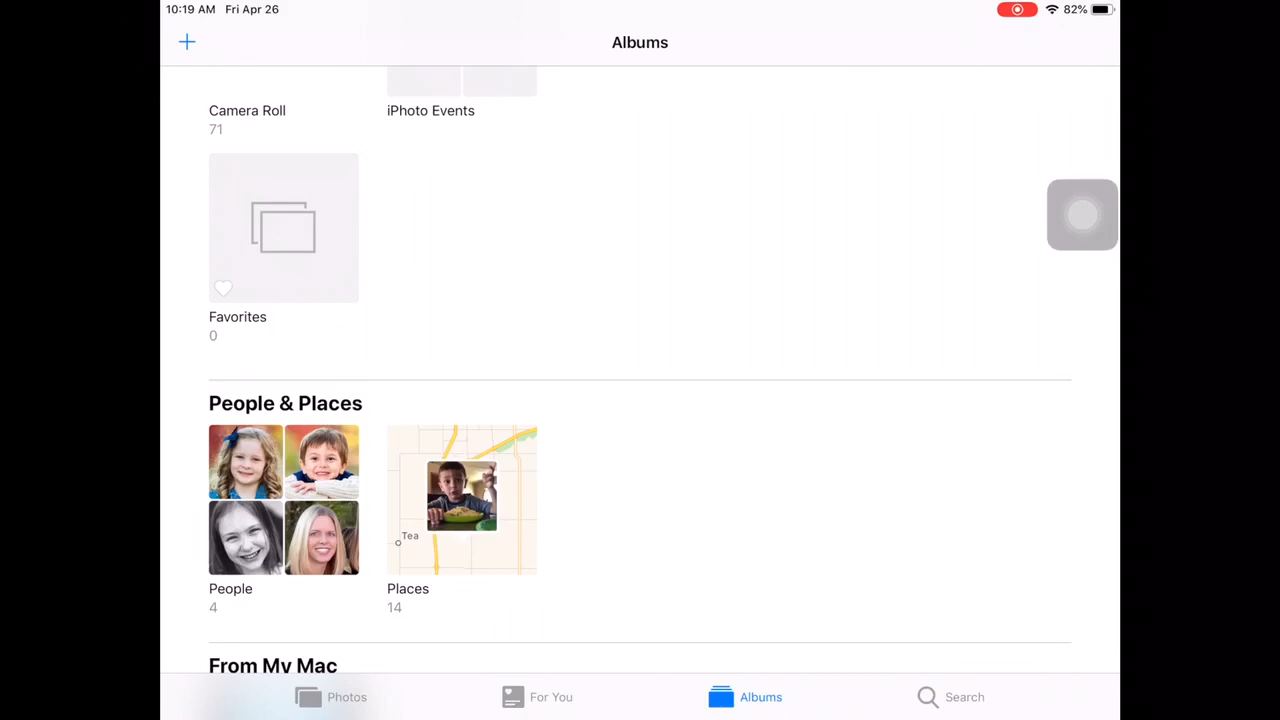 10:19 AM Fri Apr 26 82%
Albums
Camera Roll iPhoto Events
71
Favorites
0
People & Places
Tea
People Places
4 14
From My Mac
Photos For You Albums Search